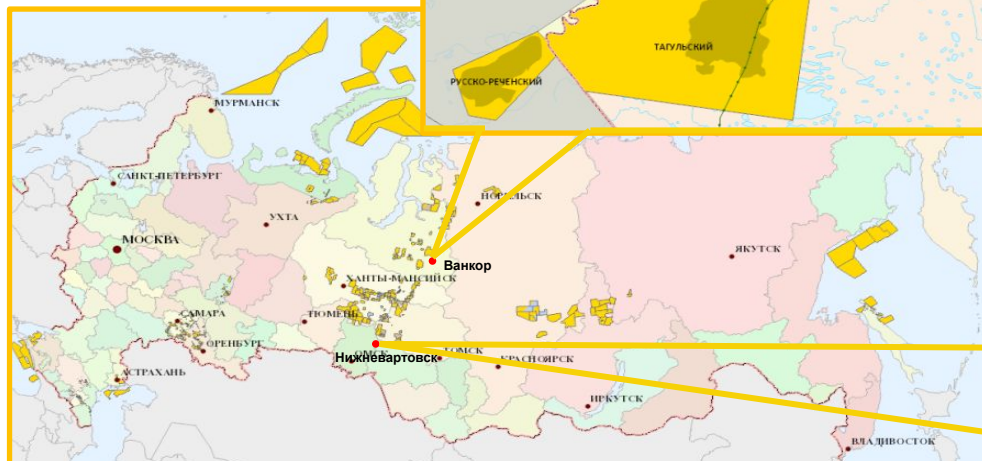 ТАГУЛЬСКИЙ
РУССКО-РЕЧЕНСКИЙ
МУРМАНСК
САНКТ-ПЕТЕРБУРГ
НОРИЛЬСК
УХТА
МОСКВА
ЯКУТСК
Ванкор
ХАНТЫ-МАНСИЙСК
САМАРА
ТЮМЕНЬ
ОРЕНБУРГ
Нижневартовск
ОМСК
ТОМСК
КРАСНОЯРСК
АСТРАХАНЬ
ИРКУТСК
ВЛАДИВОСТОК